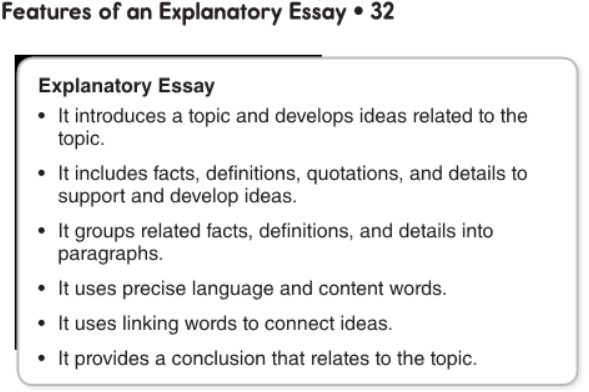 Features of an Explanatory Essay • 32
Explanatory Essay
• It introduces a topic and develops ideas related to the
topic.
• It includes facts, definitions, quotations, and details to
support and develop ideas.
• It groups related facts, definitions, and details into
paragraphs.
• It uses precise language and content words.
• It uses linking words to connect ideas.
• It provides a conclusion that relates to the topic.